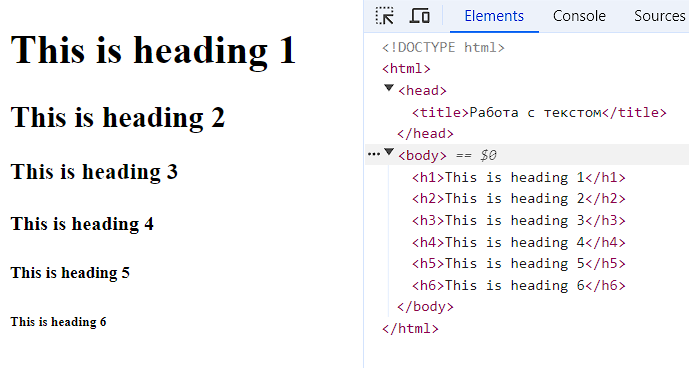 This is heading 1
This is heading 2
This is heading 3
This is heading 4
This is heading 5
This is heading 6
Elements Console Sources
<!DOCTYPE html>
<html>
<head>
<title>Работа с текстом</title>
</head>
••• <body> == $0
<h1>This is heading 1</h1>
<h2>This is heading 2</h2>
<h3>This is heading 3</h3>
<h4>This is heading 4</h4>
<h5>This is heading 5</h5>
<h6>This is heading 6</h6>
</body>
</html>